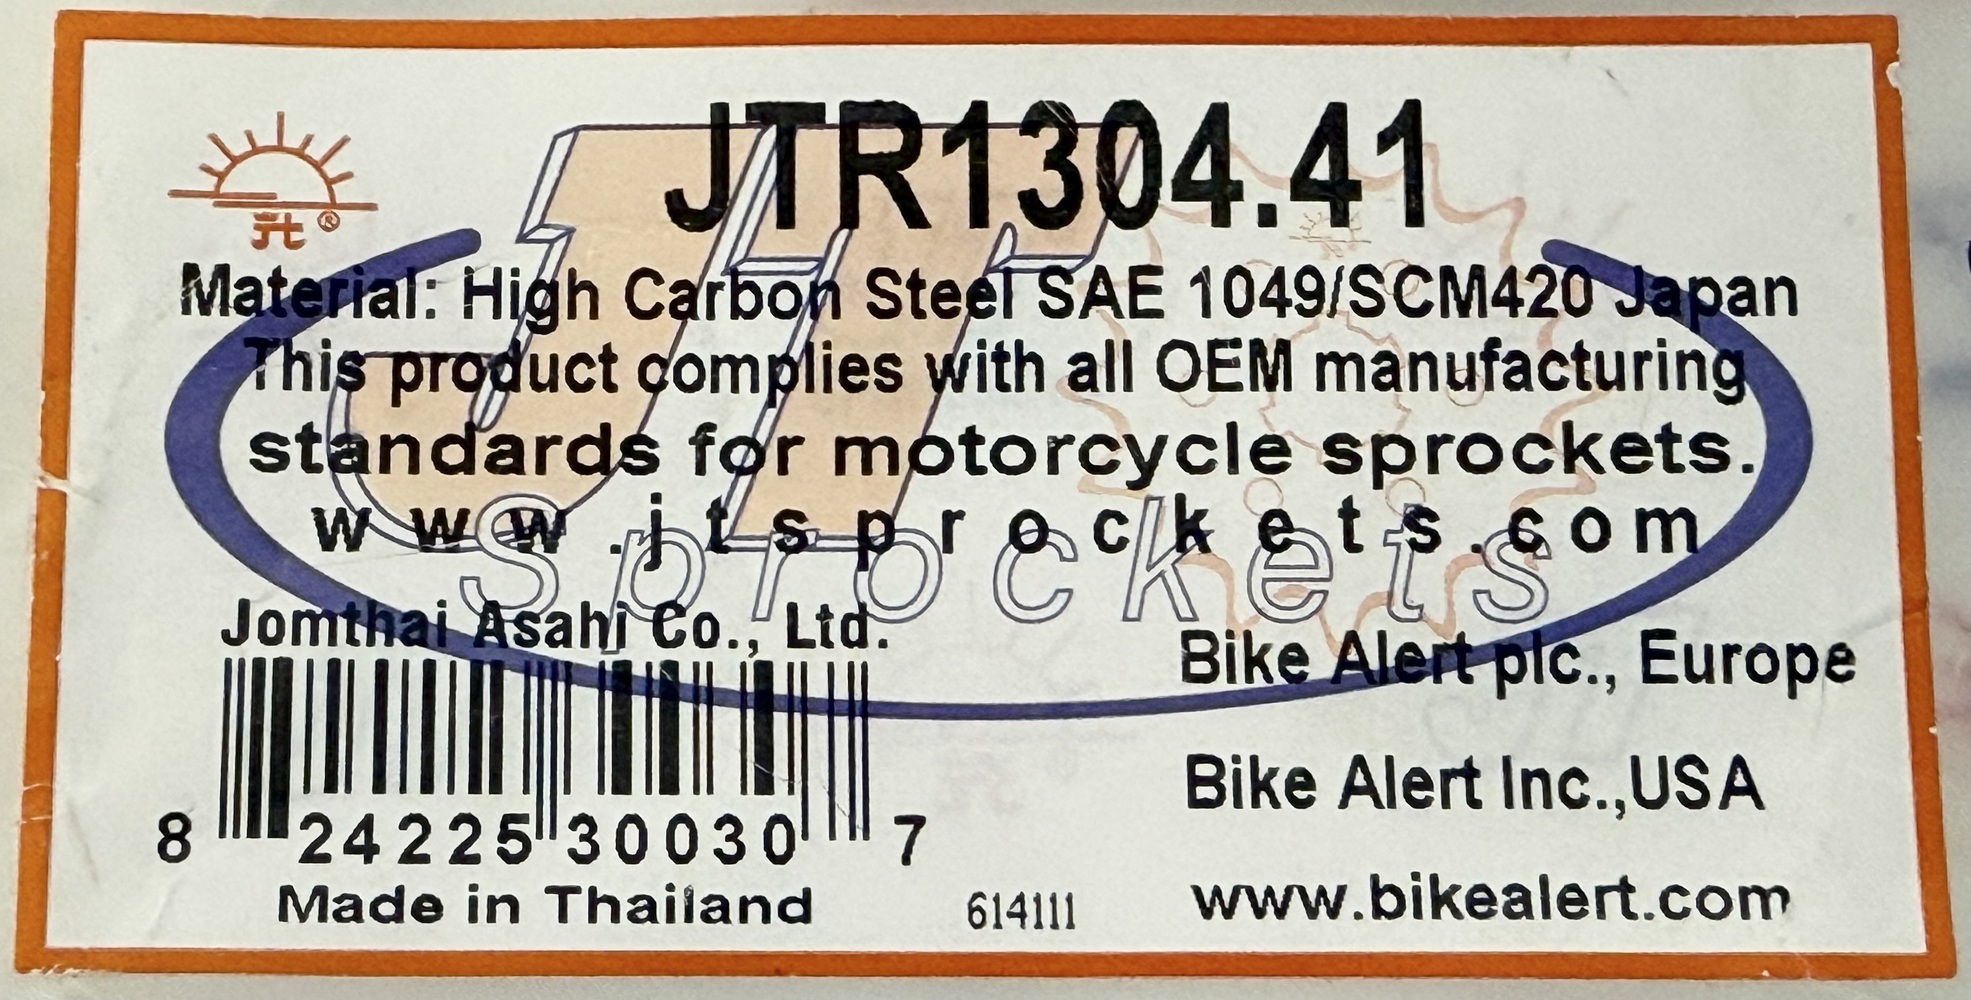 JTR1304.41
JT ®
Material: High Carbon Steel SAE 1049/SCM420 Japan
This product complies with all OEM manufacturing
standards for motorcycle sprockets.
www.jtsprockets.com
JT
Sprockets
Jomthai Asahi Co., Ltd.
Bike Alert plc., Europe
8 24225 30030 7
Bike Alert Inc.,USA
Made in Thailand
614111
www.bikealert.com